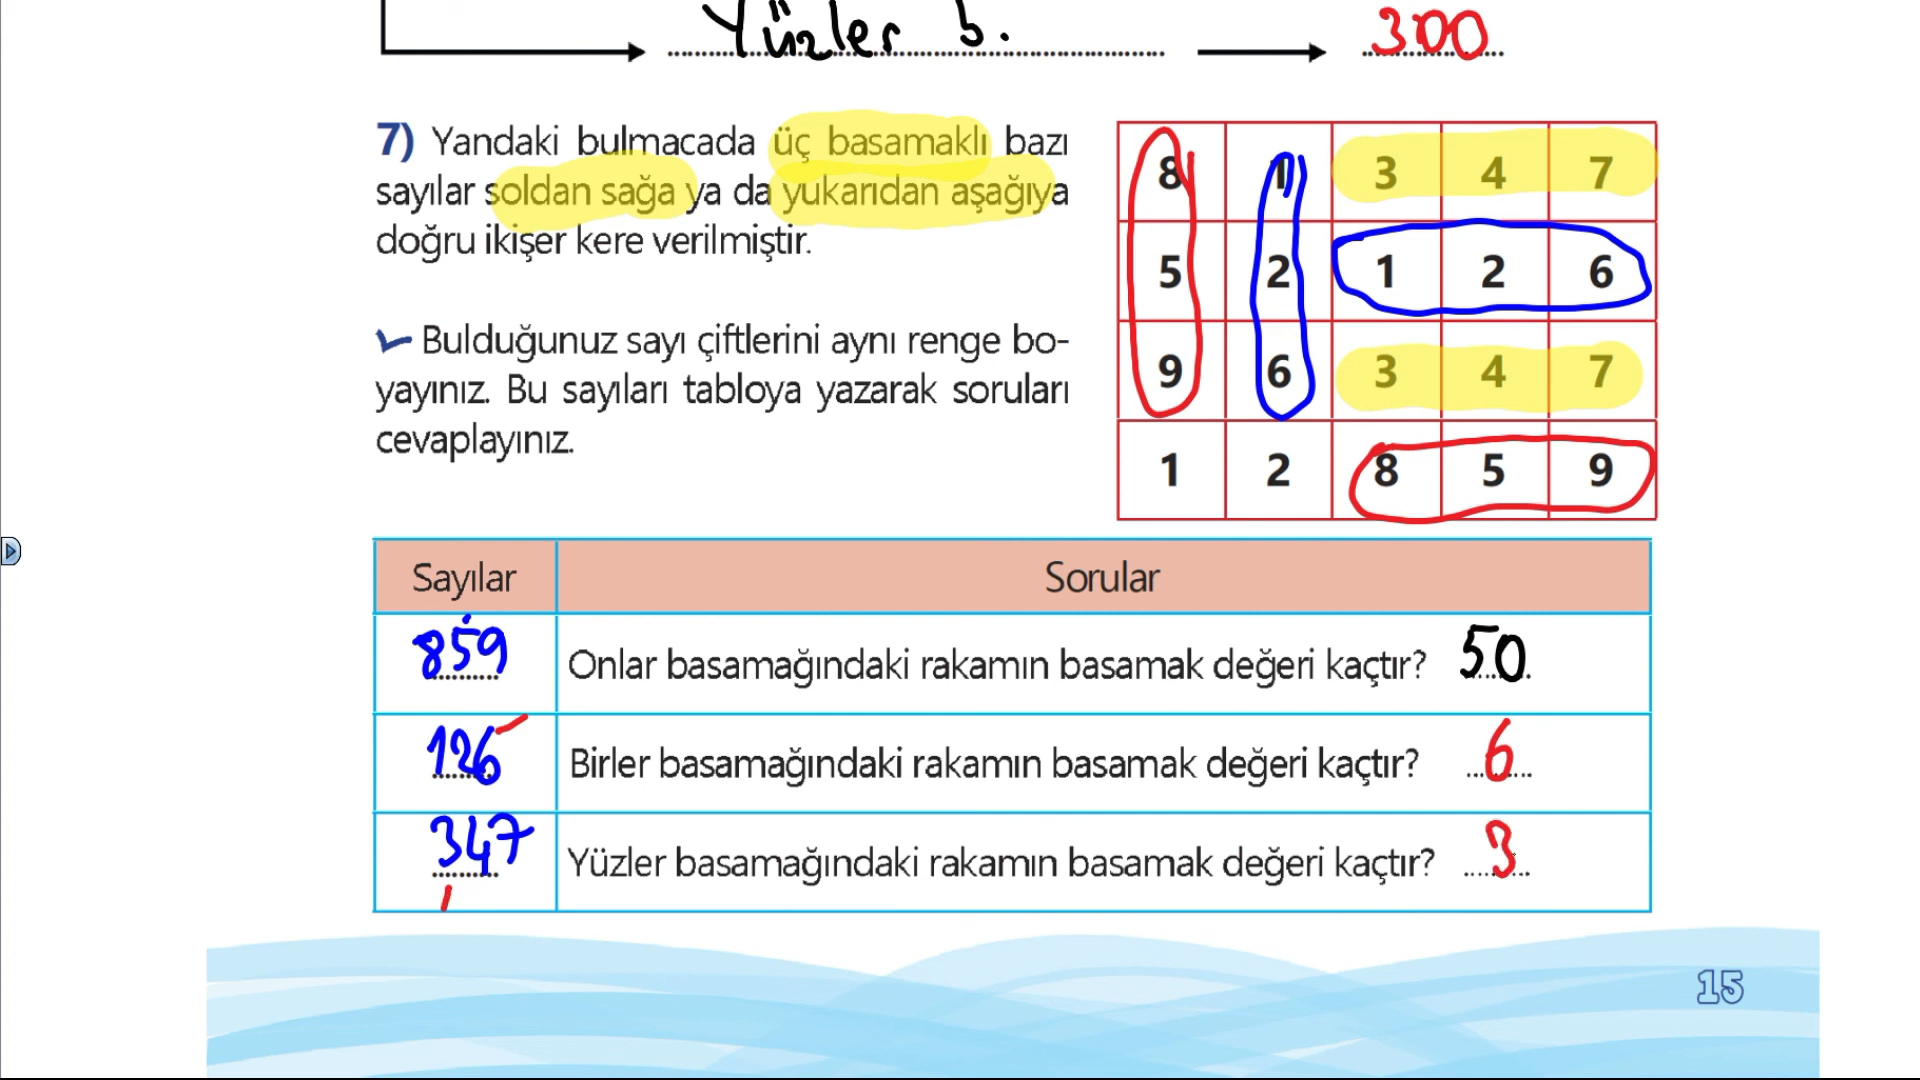 Yüzler b. 300
7) Yandaki bulmacada üç basamaklı bazı
sayılar soldan sağa ya da yukarıdan aşağıya
doğru ikişer kere verilmiştir.
Bulduğunuz sayı çiftlerini aynı renge bo-
yayınız. Bu sayıları tabloya yazarak soruları
cevaplayınız.
8 1 3 4 7
5 2 1 2 6
9 6 3 4 7
1 2 8 5 9
Sayılar Sorular
859 Onlar basamağındaki rakamın basamak değeri kaçtır? 50
126 Birler basamağındaki rakamın basamak değeri kaçtır? 6
347 Yüzler basamağındaki rakamın basamak değeri kaçtır? 3
15